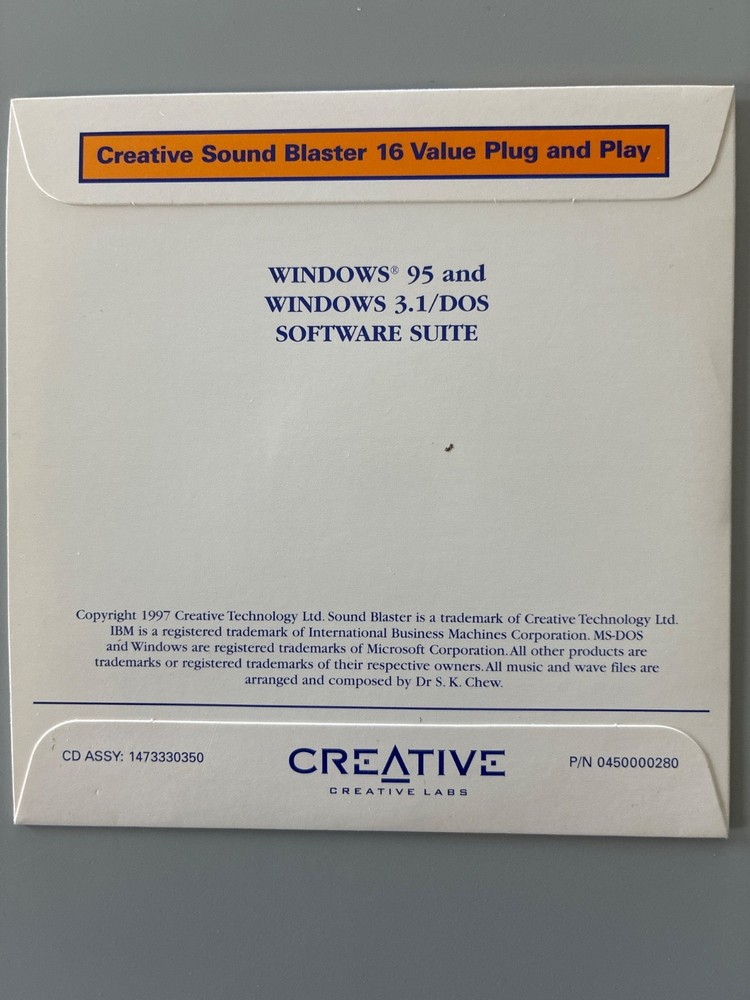 Creative Sound Blaster 16 Value Plug and Play
WINDOWS® 95 and
WINDOWS 3.1/DOS
SOFTWARE SUITE
Copyright 1997 Creative Technology Ltd. Sound Blaster is a trademark of Creative Technology Ltd.
IBM is a registered trademark of International Business Machines Corporation. MS-DOS
and Windows are registered trademarks of Microsoft Corporation. All other products are
trademarks or registered trademarks of their respective owners. All music and wave files are
arranged and composed by Dr S. K. Chew.
CD ASSY: 1473330350
CREATIVE
CREATIVE LABS
P/N 0450000280